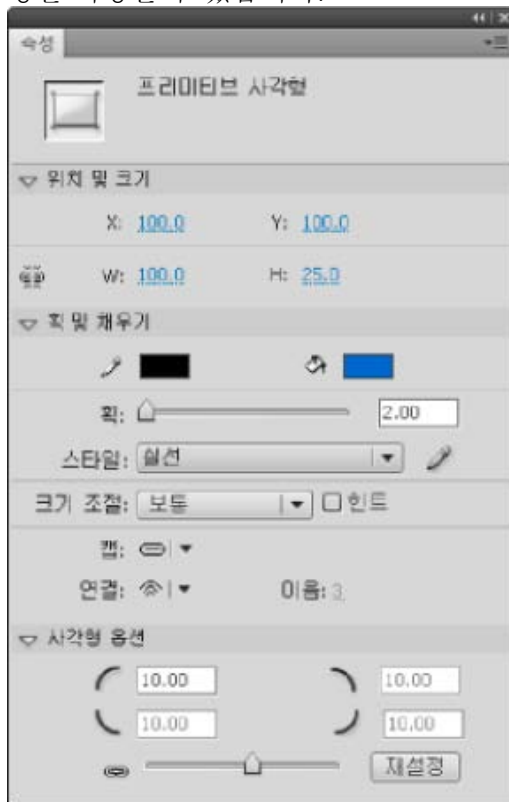 속성
프리미티브 사각형
위치 및 크기
X: 100.0 Y: 100.0
W: 100.0 H: 25.0
획 및 채우기
획: 2.00
스타일: 실선
크기 조절: 보통 힌트
캡:
연결: 이음: 3
사각형 옵션
10.00 10.00
10.00 10.00
재설정